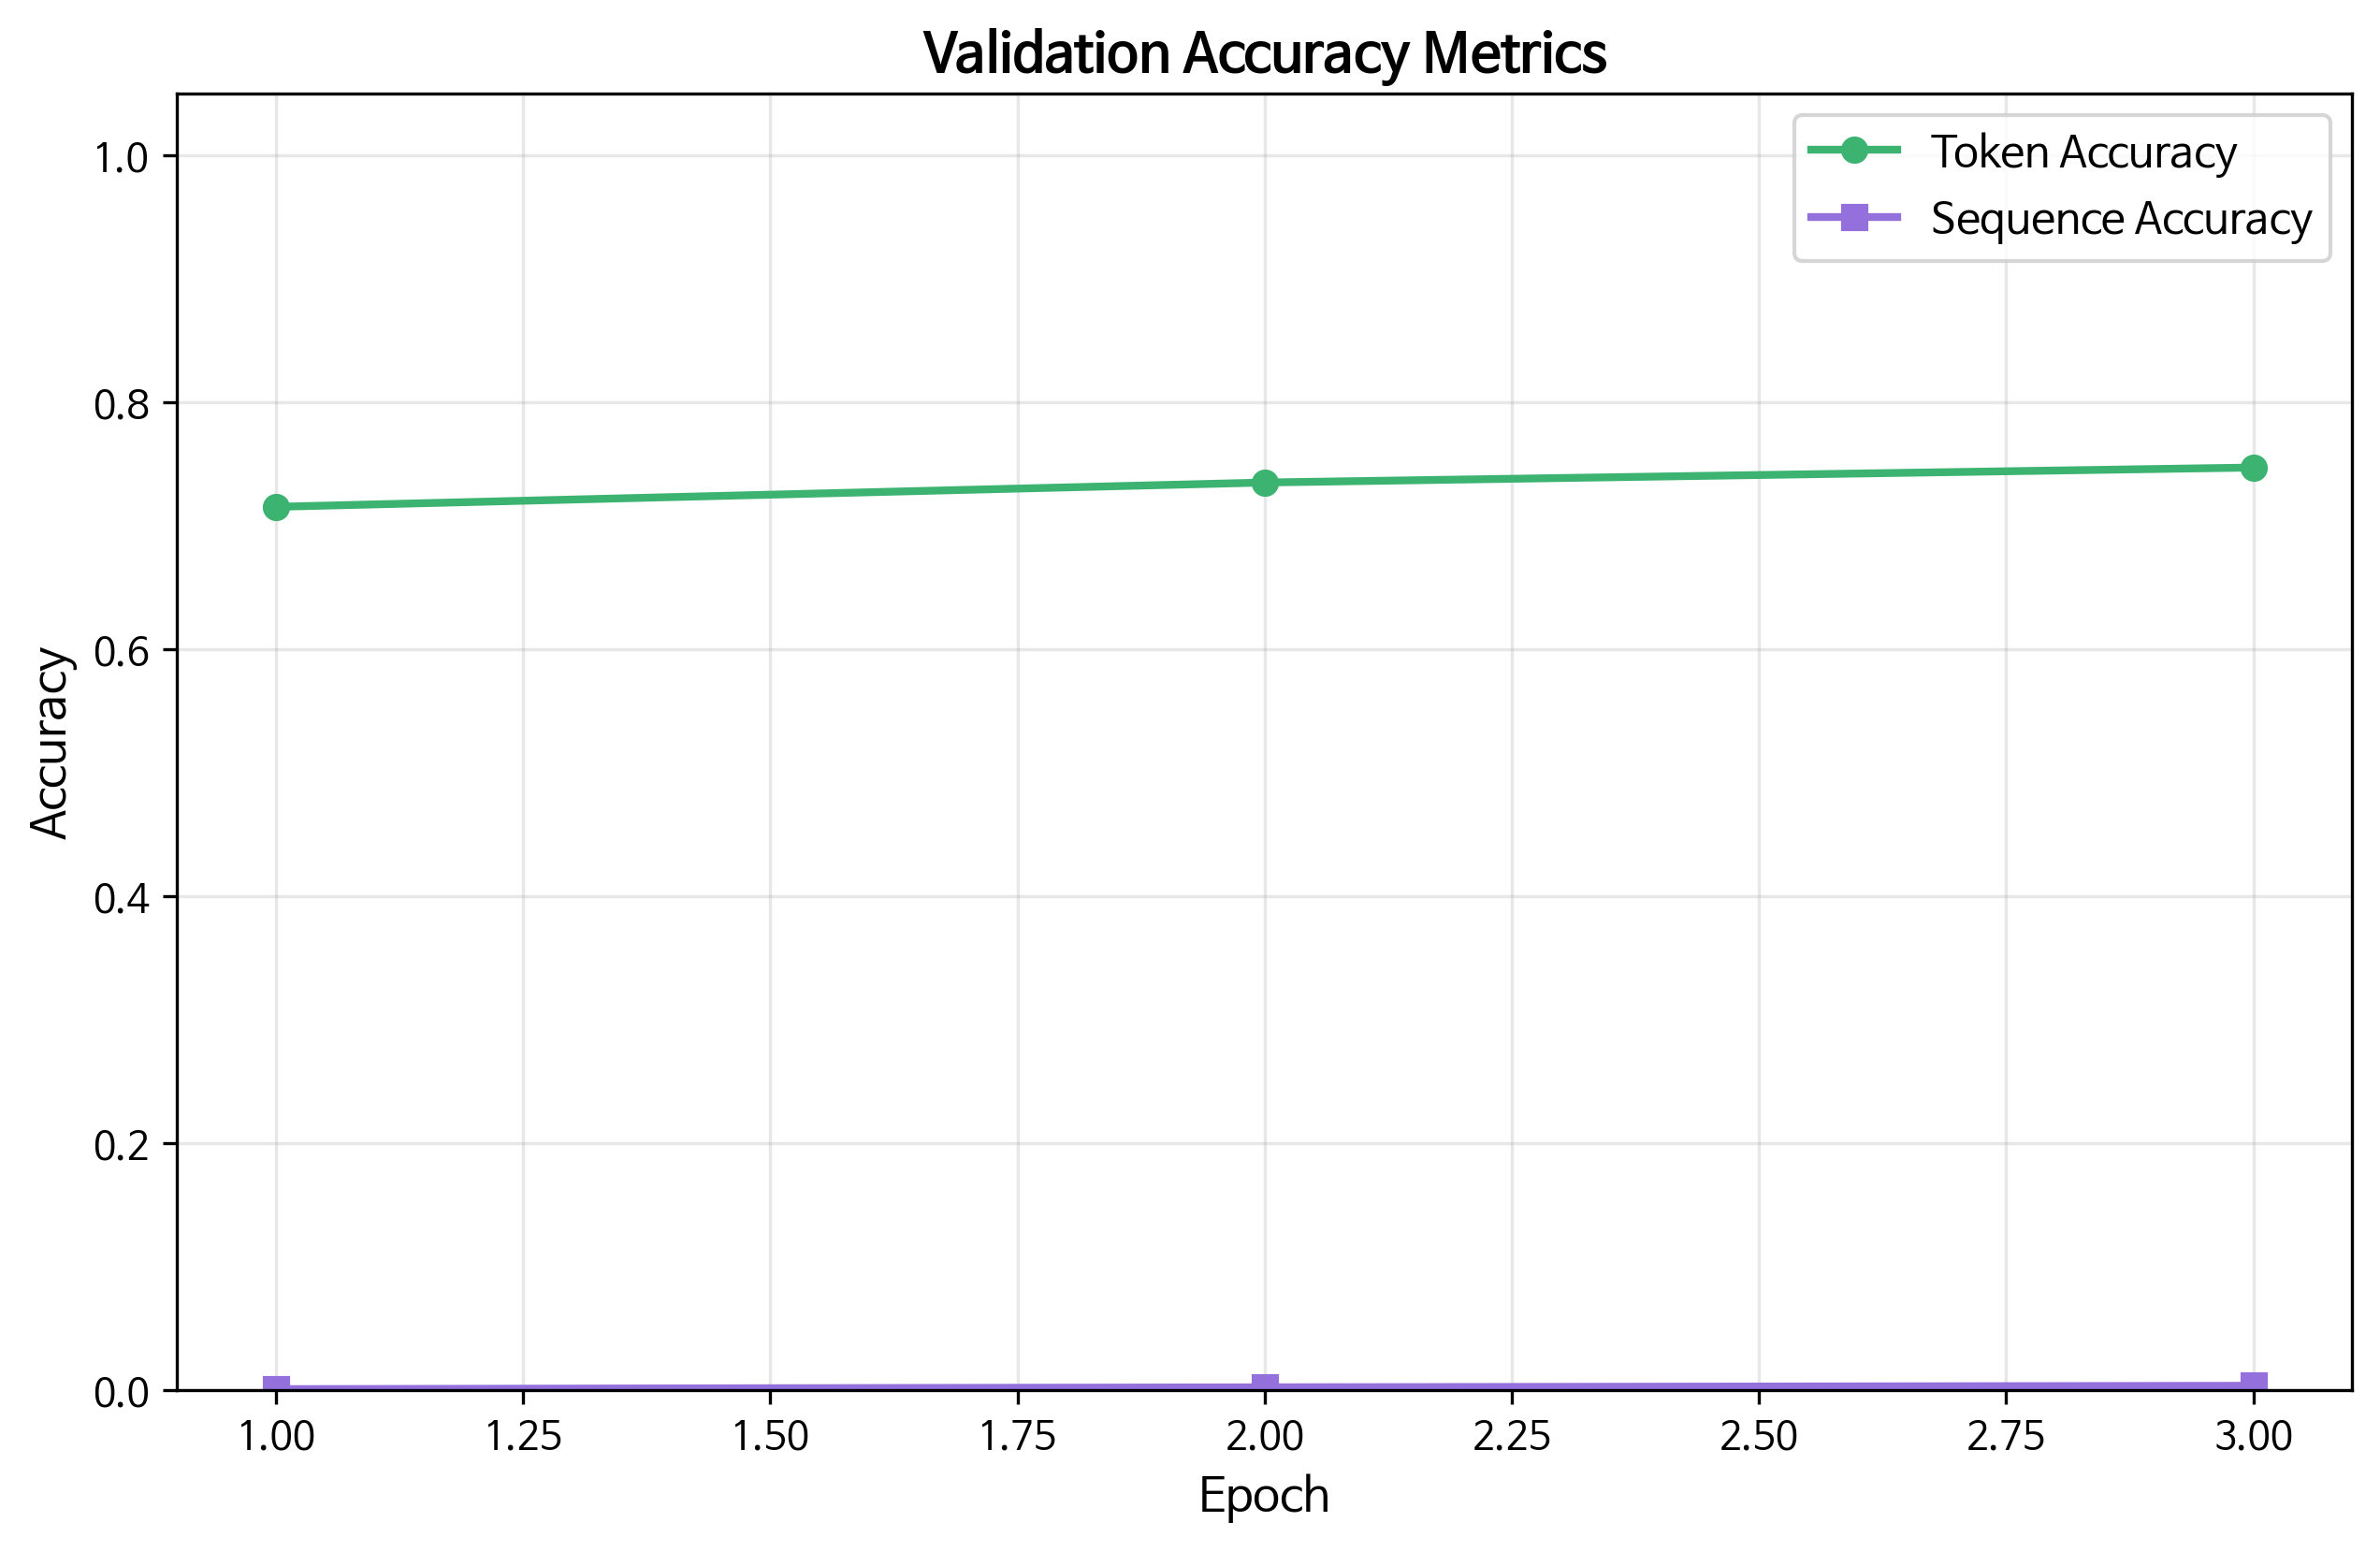 Validation Accuracy Metrics
Token Accuracy
Sequence Accuracy
Accuracy
1.0
0.8
0.6
0.4
0.2
0.0
1.00 1.25 1.50 1.75 2.00 2.25 2.50 2.75 3.00
Epoch